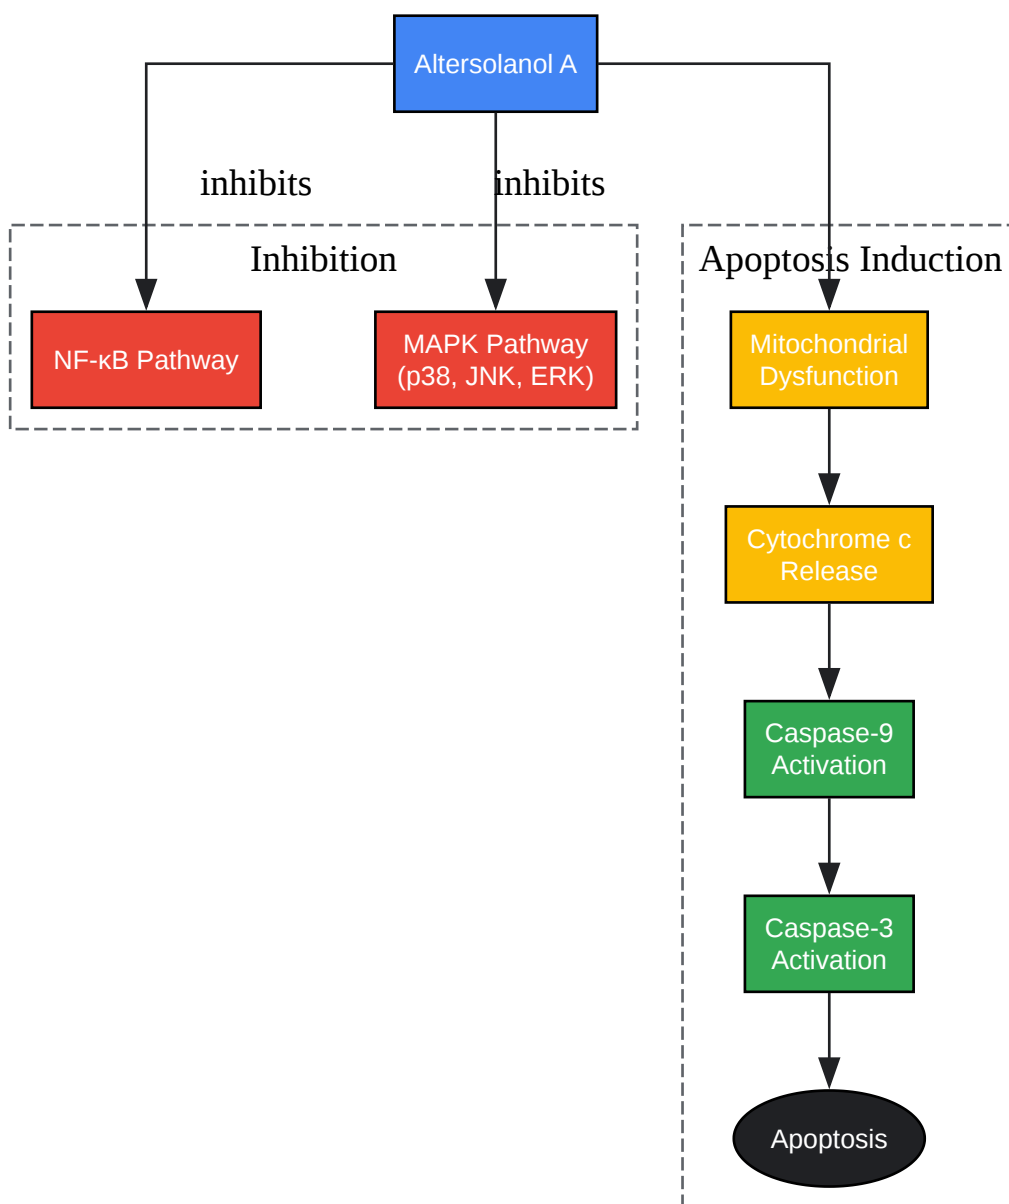 Altersolanol A
inhibits
inhibits
Inhibition
Apoptosis Induction
NF-κB Pathway
MAPK Pathway
(p38, JNK, ERK)
Mitochondrial
Dysfunction
Cytochrome c
Release
Caspase-9
Activation
Caspase-3
Activation
Apoptosis